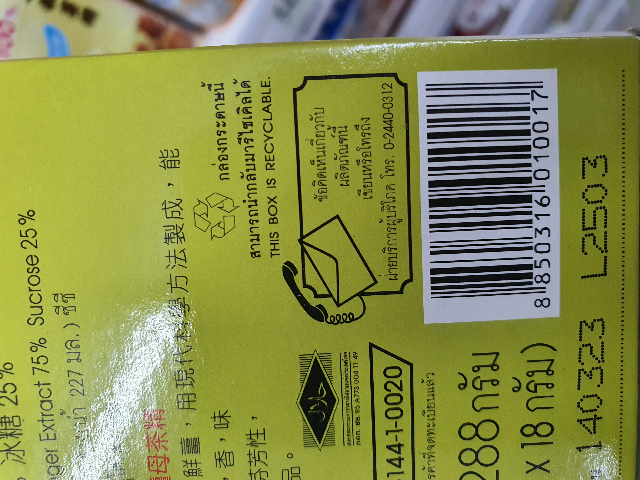 กล่องกระดาษนี้
สามารถนำกลับมารีไซเคิลได้
THIS BOX IS RECYCLABLE.
ข้อคิดเห็นเกี่ยวกับ
ผลิตภัณฑ์นี้
เขียนหรือโทรถึง
ฝ่ายบริการผู้บริโภค โทร. 0-2440-0312
8 850316 010017
L2503
140323
冰糖 25%
Extract 75% Sucrose 25%
227 มล.) ชีซี
母茶精
鮮薑，用現代科學方法製成，能
，香，味
芬芳性，
品。
144-1-0020
288 กรัม
X 18 กรัม)